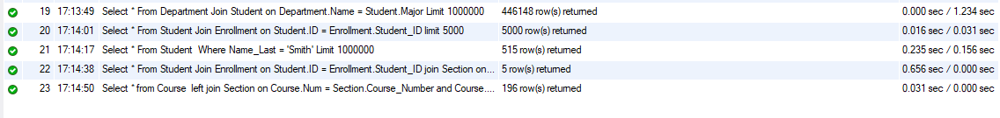 19 17:13:49 Select * From Department Join Student on Department.Name = Student.Major Limit 1000000 446148 row(s) returned 0.000 sec / 1.234 sec
20 17:14:01 Select * From Student Join Enrollment on Student.ID = Enrollment.Student_ID limit 5000 5000 row(s) returned 0.016 sec / 0.031 sec
21 17:14:17 Select * From Student  Where Name_Last = 'Smith' Limit 1000000 515 row(s) returned 0.235 sec / 0.156 sec
22 17:14:38 Select * From Student Join Enrollment on Student.ID = Enrollment.Student_ID join Section on... 5 row(s) returned 0.656 sec / 0.000 sec
23 17:14:50 Select * from Course  left join Section on Course.Num = Section.Course_Number and Course.... 196 row(s) returned 0.031 sec / 0.000 sec